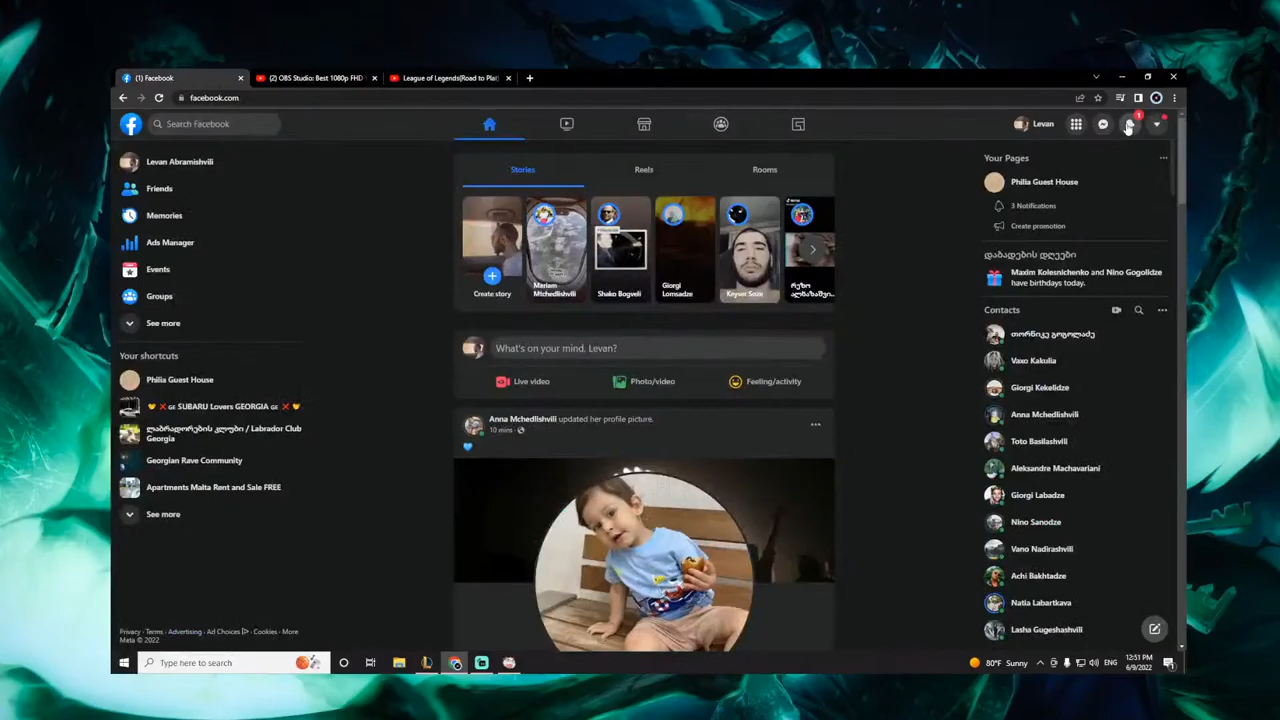 (1) Facebook
(2) OBS Studio: Best 1080p FHD
League of Legends(Road to Plat
facebook.com
Search Facebook
Levan
1
Levan Abramishvili
Friends
Memories
Ads Manager
Events
Groups
See more
Your shortcuts
Philia Guest House
GE SUBARU Lovers GEORGIA GE
ლაბრადორების კლუბი / Labrador Club
Georgia
Georgian Rave Community
Apartments Malta Rent and Sale FREE
See more
Privacy · Terms · Advertising · Ad Choices · Cookies · More
Meta © 2022
Stories
Reels
Rooms
Create story
Mariam
Mtchedlishvili
Shako Bogveli
Giorgi
Lomsadze
Keyser Soze
What's on your mind, Levan?
Live video
Photo/video
Feeling/activity
Anna Mchedlishvili updated her profile picture.
10 mins ·
Your Pages
Philia Guest House
3 Notifications
Create promotion
დაბადების დღეები
Maxim Kolesnichenko and Nino Gogolidze
have birthdays today.
Contacts
თორნიკე გოგოლაძე
Vaxo Kakulia
Giorgi Kekelidze
Anna Mchedlishvili
Toto Basilashvili
Aleksandre Machavariani
Giorgi Labadze
Nino Sanodze
Vano Nadirashvili
Achi Bakhtadze
Natia Labartkava
Lasha Gugeshashvili
Type here to search
80°F Sunny
ENG
12:51 PM
6/9/2022